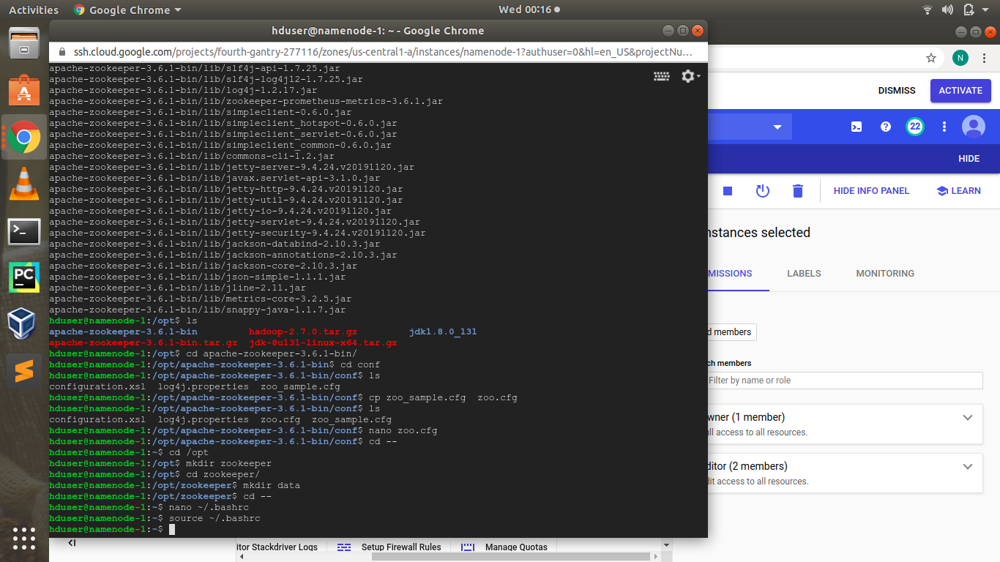 Activities
Google Chrome
Wed 00:16
hduser@namenode-1: ~ - Google Chrome
ssh.cloud.google.com/projects/fourth-gantry-277116/zones/us-central1-a/instances/namenode-1?authuser=0&hl=en_US&projectNu...
apache-zookeeper-3.6.1-bin/lib/slf4j-api-1.7.25.jar
apache-zookeeper-3.6.1-bin/lib/slf4j-log4j12-1.7.25.jar
apache-zookeeper-3.6.1-bin/lib/log4j-1.2.17.jar
apache-zookeeper-3.6.1-bin/lib/zookeeper-prometheus-metrics-3.6.1.jar
apache-zookeeper-3.6.1-bin/lib/simpleclient-0.6.0.jar
apache-zookeeper-3.6.1-bin/lib/simpleclient_hotspot-0.6.0.jar
apache-zookeeper-3.6.1-bin/lib/simpleclient_servlet-0.6.0.jar
apache-zookeeper-3.6.1-bin/lib/simpleclient_common-0.6.0.jar
apache-zookeeper-3.6.1-bin/lib/commons-cli-1.2.jar
apache-zookeeper-3.6.1-bin/lib/jetty-server-9.4.24.v20191120.jar
apache-zookeeper-3.6.1-bin/lib/javax.servlet-api-3.1.0.jar
apache-zookeeper-3.6.1-bin/lib/jetty-http-9.4.24.v20191120.jar
apache-zookeeper-3.6.1-bin/lib/jetty-util-9.4.24.v20191120.jar
apache-zookeeper-3.6.1-bin/lib/jetty-io-9.4.24.v20191120.jar
apache-zookeeper-3.6.1-bin/lib/jetty-servlet-9.4.24.v20191120.jar
apache-zookeeper-3.6.1-bin/lib/jetty-security-9.4.24.v20191120.jar
apache-zookeeper-3.6.1-bin/lib/jackson-databind-2.10.3.jar
apache-zookeeper-3.6.1-bin/lib/jackson-annotations-2.10.3.jar
apache-zookeeper-3.6.1-bin/lib/jackson-core-2.10.3.jar
apache-zookeeper-3.6.1-bin/lib/json-simple-1.1.1.jar
apache-zookeeper-3.6.1-bin/lib/jline-2.11.jar
apache-zookeeper-3.6.1-bin/lib/metrics-core-3.2.5.jar
apache-zookeeper-3.6.1-bin/lib/snappy-java-1.1.7.jar
hduser@namenode-1:/opt$ ls
apache-zookeeper-3.6.1-bin hadoop-2.7.0.tar.gz jdk1.8.0_131
apache-zookeeper-3.6.1-bin.tar.gz jdk-8u131-linux-x64.tar.gz
hduser@namenode-1:/opt$ cd apache-zookeeper-3.6.1-bin/
hduser@namenode-1:/opt/apache-zookeeper-3.6.1-bin$ cd conf
hduser@namenode-1:/opt/apache-zookeeper-3.6.1-bin/conf$ ls
configuration.xsl log4j.properties zoo_sample.cfg
hduser@namenode-1:/opt/apache-zookeeper-3.6.1-bin/conf$ cp zoo_sample.cfg zoo.cfg
hduser@namenode-1:/opt/apache-zookeeper-3.6.1-bin/conf$ ls
configuration.xsl log4j.properties zoo.cfg zoo_sample.cfg
hduser@namenode-1:/opt/apache-zookeeper-3.6.1-bin/conf$ nano zoo.cfg
hduser@namenode-1:/opt/apache-zookeeper-3.6.1-bin/conf$ cd --
hduser@namenode-1:~$ cd /opt
hduser@namenode-1:/opt$ mkdir zookeeper
hduser@namenode-1:/opt$ cd zookeeper/
hduser@namenode-1:/opt/zookeeper$ mkdir data
hduser@namenode-1:/opt/zookeeper$ cd --
hduser@namenode-1:~$ nano ~/.bashrc
hduser@namenode-1:~$ source ~/.bashrc
hduser@namenode-1:~$
N
DISMISS
ACTIVATE
22
HIDE
HIDE INFO PANEL
LEARN
nstances selected
MISSIONS
LABELS
MONITORING
d members
ch members
Filter by name or role
wner (1 member)
ull access to all resources.
ditor (2 members)
dit access to all resources.
itor Stackdriver Logs
Setup Firewall Rules
Manage Quotas
PC